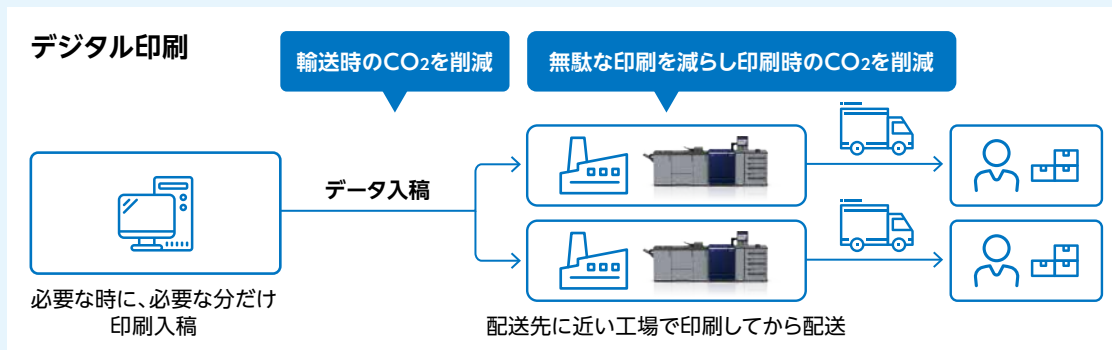 デジタル印刷
輸送時のCO2を削減
無駄な印刷を減らし印刷時のCO2を削減
データ入稿
必要な時に、必要な分だけ
印刷入稿
配送先に近い工場で印刷してから配送